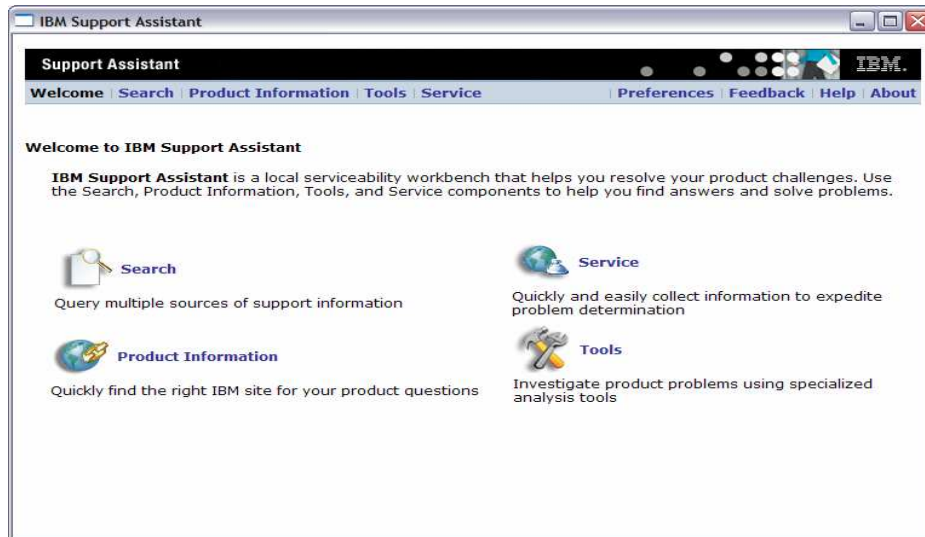 IBM Support Assistant
Support Assistant
IBM.
Welcome | Search | Product Information | Tools | Service | Preferences | Feedback | Help | About
Welcome to IBM Support Assistant
IBM Support Assistant is a local serviceability workbench that helps you resolve your product challenges. Use
the Search, Product Information, Tools, and Service components to help you find answers and solve problems.
Search
Query multiple sources of support information
Service
Quickly and easily collect information to expedite
problem determination
Product Information
Quickly find the right IBM site for your product questions
Tools
Investigate product problems using specialized
analysis tools